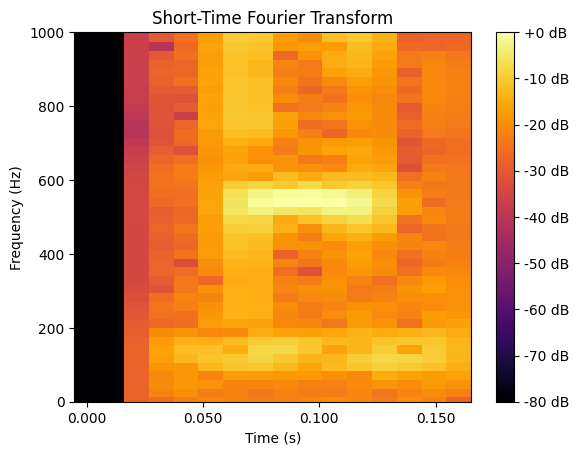 Short-Time Fourier Transform
1000
800
600
400
200
0
Frequency (Hz)
0.000
0.050
0.100
0.150
Time (s)
+0 dB
-10 dB
-20 dB
-30 dB
-40 dB
-50 dB
-60 dB
-70 dB
-80 dB